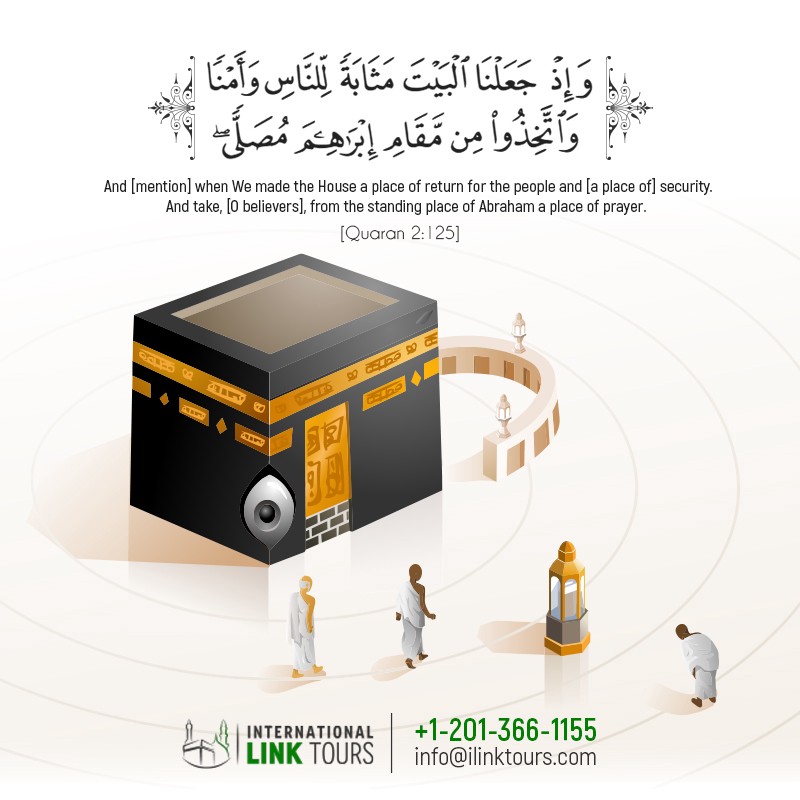 وَإِذْ جَعَلْنَا ٱلْبَيْتَ مَثَابَةً لِّلنَّاسِ وَأَمْنًا
وَٱتَّخِذُوا۟ مِن مَّقَامِ إِبْرَٰهِـۧمَ مُصَلًّى ۖ
And [mention] when We made the House a place of return for the people and [a place of] security.
And take, [O believers], from the standing place of Abraham a place of prayer.
[Quaran 2:125]
INTERNATIONAL
LINK TOURS
+1-201-366-1155
info@ilinktours.com